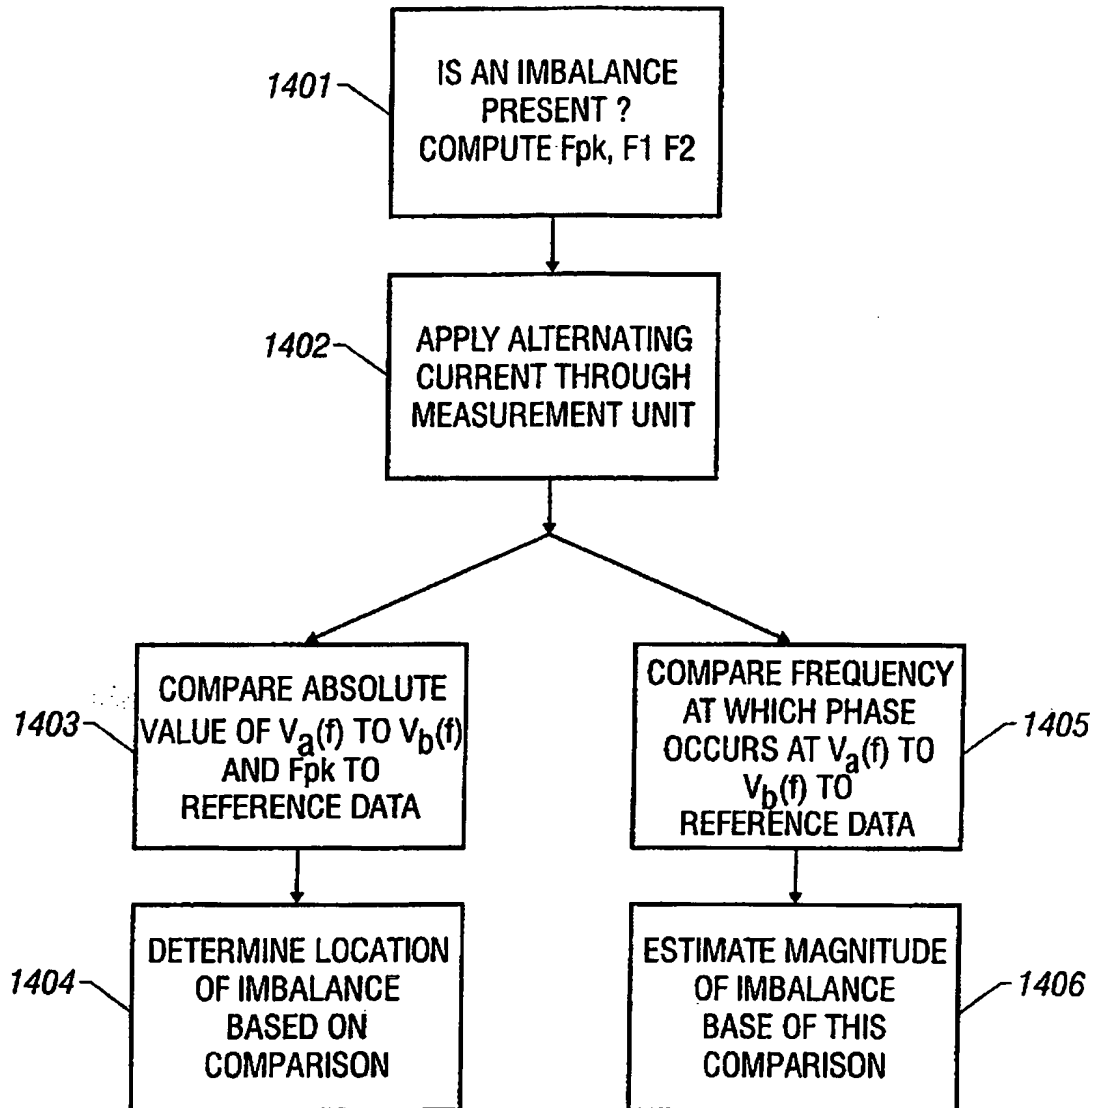 1401
IS AN IMBALANCE
PRESENT ?
COMPUTE Fpk, F1 F2
1402
APPLY ALTERNATING
CURRENT THROUGH
MEASUREMENT UNIT
1403
COMPARE ABSOLUTE
VALUE OF Va(f) TO Vb(f)
AND Fpk TO
REFERENCE DATA
COMPARE FREQUENCY
AT WHICH PHASE
OCCURS AT Va(f) TO
Vb(f) TO
REFERENCE DATA
1405
1404
DETERMINE LOCATION
OF IMBALANCE
BASED ON
COMPARISON
ESTIMATE MAGNITUDE
OF IMBALANCE
BASE OF THIS
COMPARISON
1406